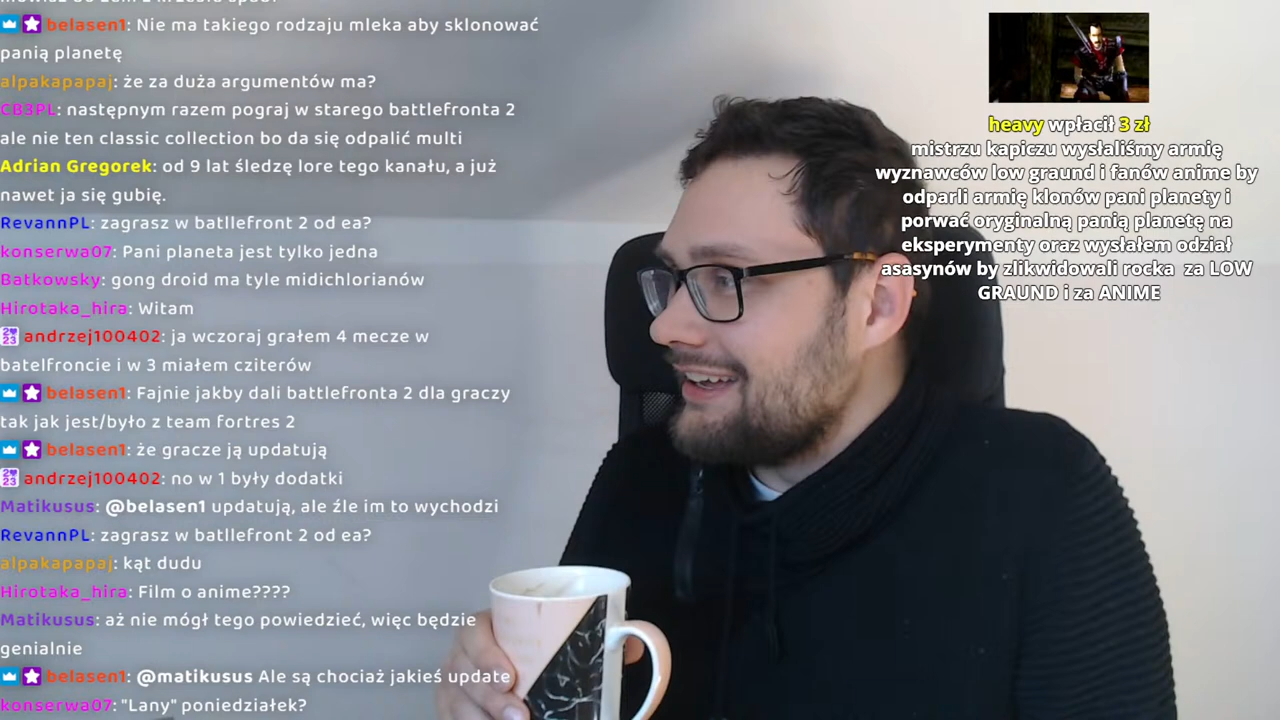 belasen1: Nie ma takiego rodzaju mleka aby sklonować
panią planetę
alpakapapaj: że za duża argumentów ma?
CB3PL: następnym razem pograj w starego battlefronta 2
ale nie ten classic collection bo da się odpalić multi
Adrian Gregorek: od 9 lat śledzę lore tego kanału, a już
nawet ja się gubię.
RevannPL: zagrasz w batllefront 2 od ea?
konserwa07: Pani planeta jest tylko jedna
Batkowsky: gong droid ma tyle midichlorianów
Hirotaka_hira: Witam
andrzej100402: ja wczoraj grałem 4 mecze w
batelfroncie i w 3 miałem cziterów
belasen1: Fajnie jakby dali battlefronta 2 dla graczy
tak jak jest/było z team fortres 2
belasen1: że gracze ją updatują
andrzej100402: no w 1 były dodatki
Matikusus: @belasen1 updatują, ale źle im to wychodzi
RevannPL: zagrasz w batllefront 2 od ea?
alpakapapaj: kąt dudu
Hirotaka_hira: Film o anime????
Matikusus: aż nie mógł tego powiedzieć, więc będzie
genialnie
belasen1: @matikusus Ale są chociaż jakieś update
konserwa07: "Lany" poniedziałek?
heavy wpłacił 3 zł
mistrzu kapiczu wysłaliśmy armię
wyznawców low graund i fanów anime by
odparli armię klonów pani planety i
porwać oryginalną panią planetę na
eksperymenty oraz wysłałem odział
asasynów by zlikwidowali rocka za LOW
GRAUND i za ANIME